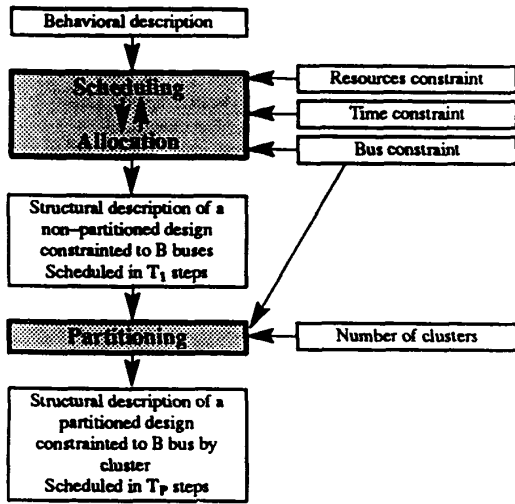 Behavioral description
Scheduling
Allocation
Resources constraint
Time constraint
Bus constraint
Structural description of a
non-partitioned design
constrainted to B buses
Scheduled in T₁ steps
Partitioning
Number of clusters
Structural description of a
partitioned design
constrainted to B bus by
cluster
Scheduled in Tₚ steps